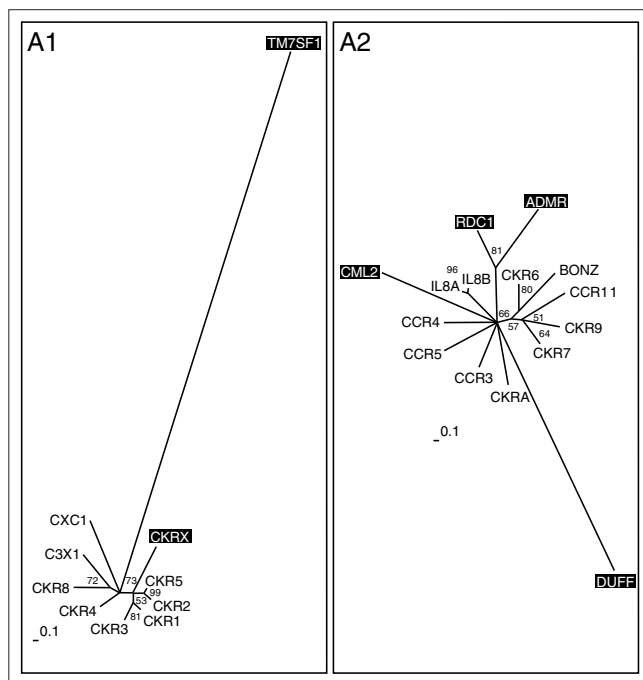 A1
TM7SF1
CXC1
CKRX
C3X1
CKR8
72
73
CKR5
99
CKR4
53
CKR2
81
CKR1
CKR3
0.1
A2
ADMR
RDC1
81
CML2
96
IL8B
IL8A
CKR6
BONZ
80
CCR11
66
51
CCR4
57
CKR9
64
CCR5
CKR7
CCR3
CKRA
0.1
DUFF